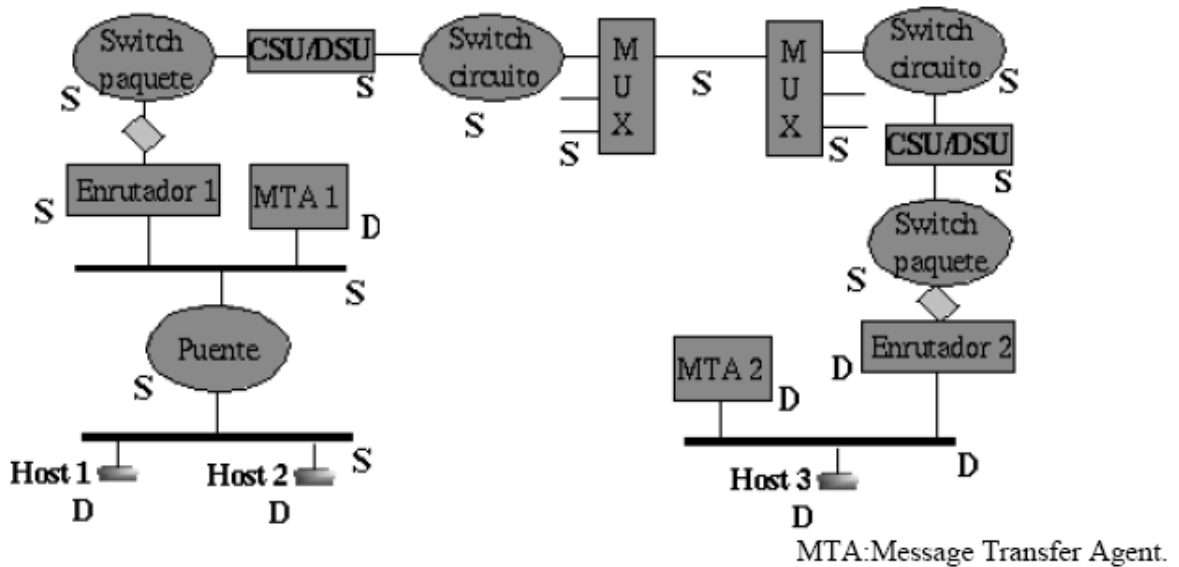 Switch
paquete
S
CSU/DSU
S
Switch
circuito
S
M
U
X
S
S
M
U
X
S
Switch
circuito
S
CSU/DSU
S
Switch
paquete
S
Enrutador 1
S
MTA 1
D
S
Puente
S
S
Host 1
D
Host 2
D
Enrutador 2
D
MTA 2
D
D
Host 3
D
MTA:Message Transfer Agent.